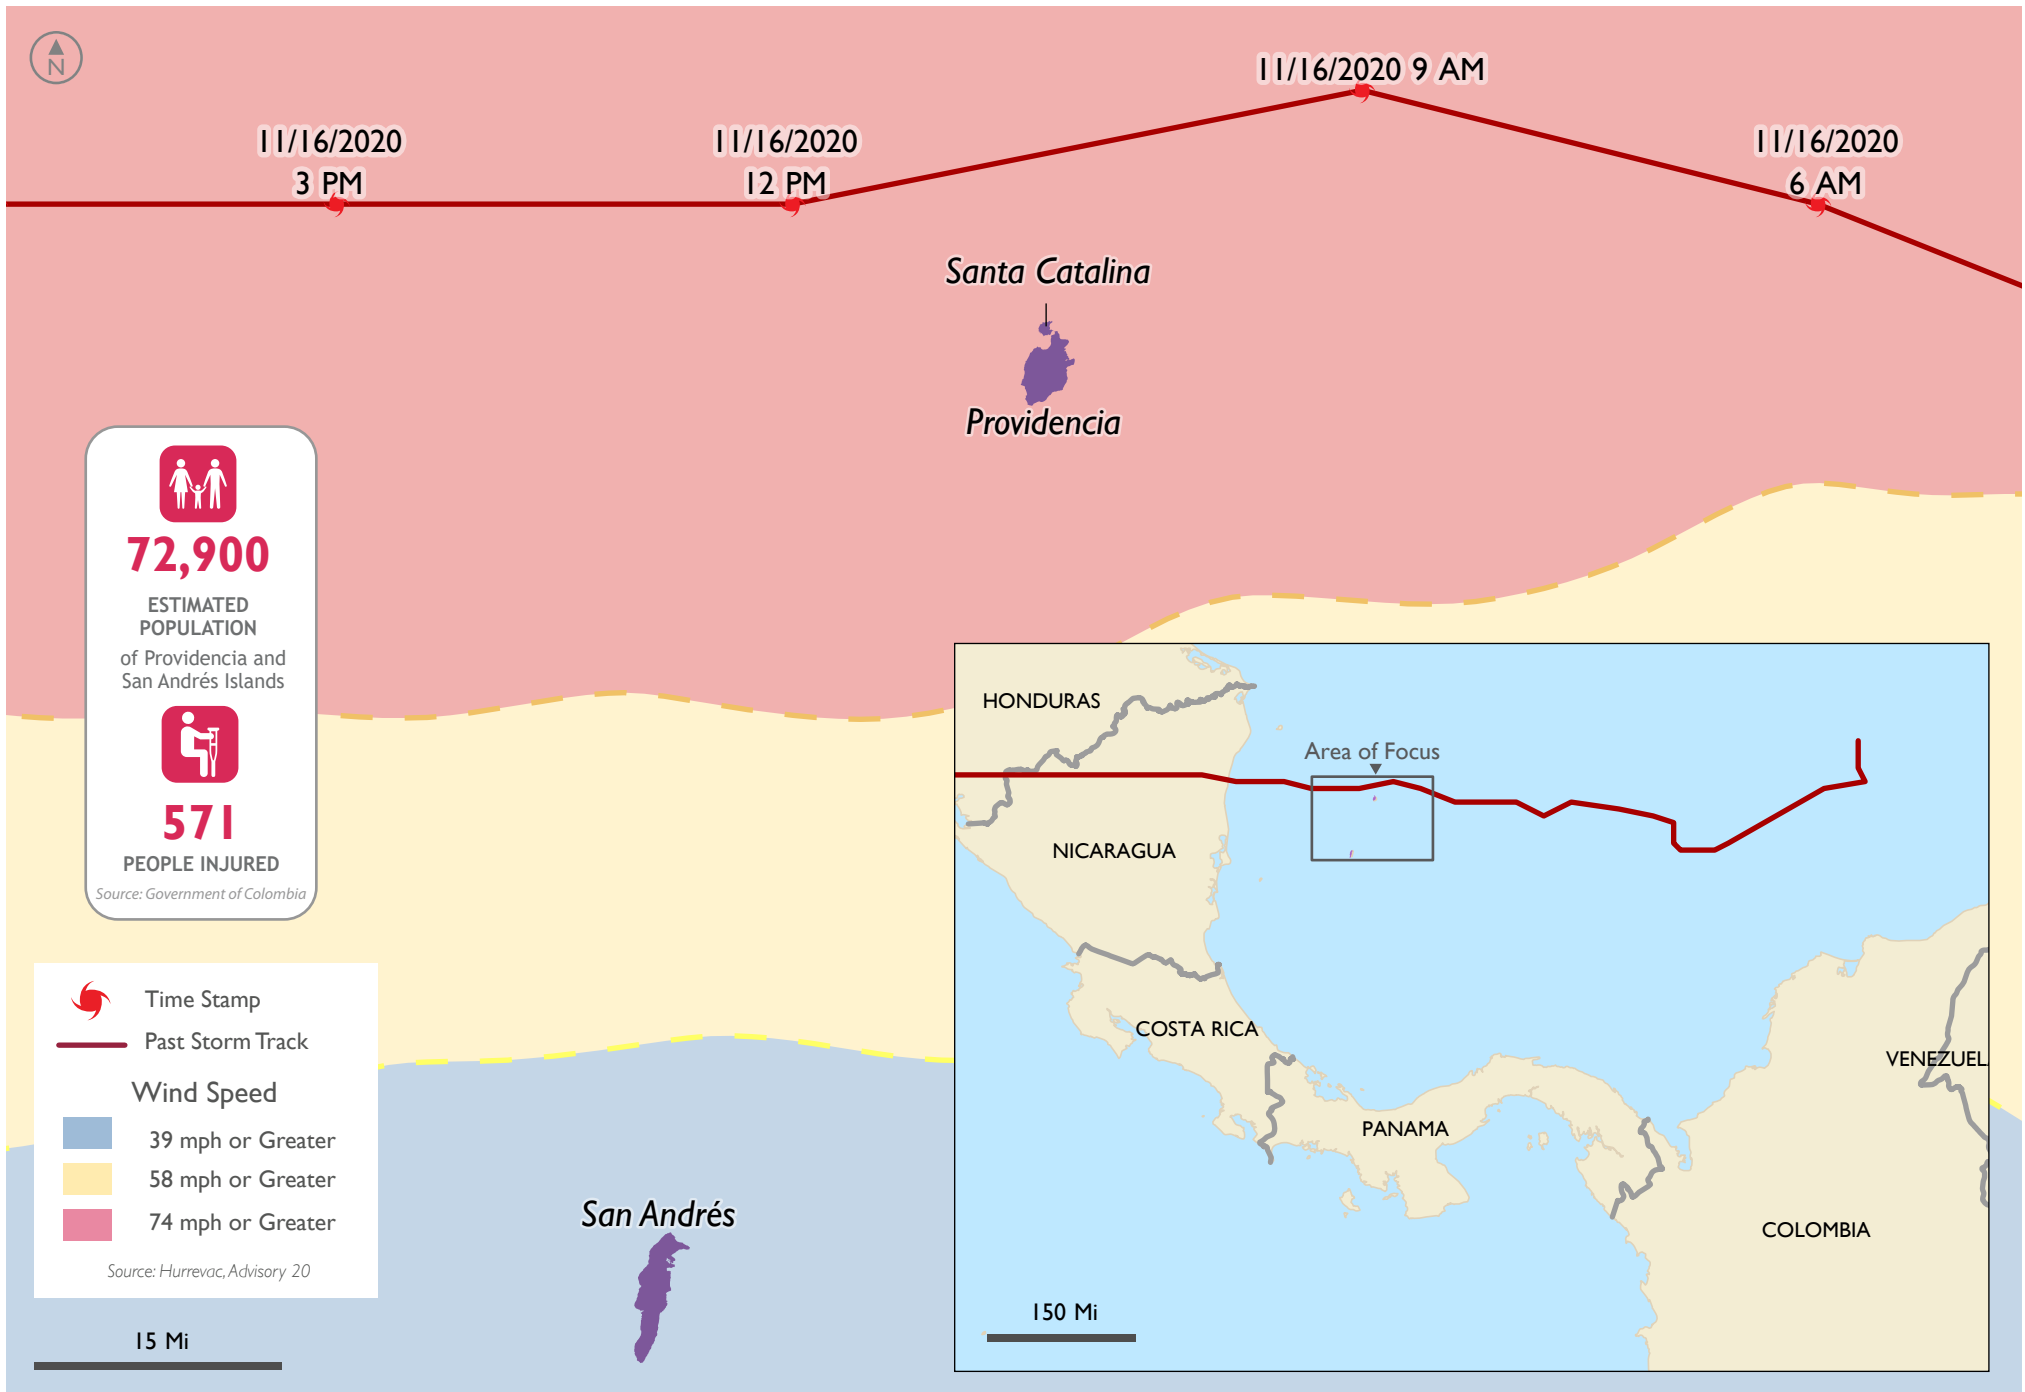 N
11/16/2020 9 AM
11/16/2020
3 PM
11/16/2020
12 PM
11/16/2020
6 AM
Santa Catalina
Providencia
72,900
ESTIMATED
POPULATION
of Providencia and
San Andrés Islands
571
PEOPLE INJURED
Source: Government of Colombia
Time Stamp
Past Storm Track
Wind Speed
39 mph or Greater
58 mph or Greater
74 mph or Greater
Source: Hurrevac, Advisory 20
15 Mi
San Andrés
HONDURAS
Area of Focus
NICARAGUA
COSTA RICA
VENEZUEL
PANAMA
COLOMBIA
150 Mi